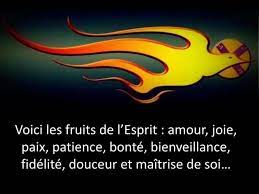 Voici les fruits de l'Esprit : amour, joie,
paix, patience, bonté, bienveillance,
fidélité, douceur et maîtrise de soi…